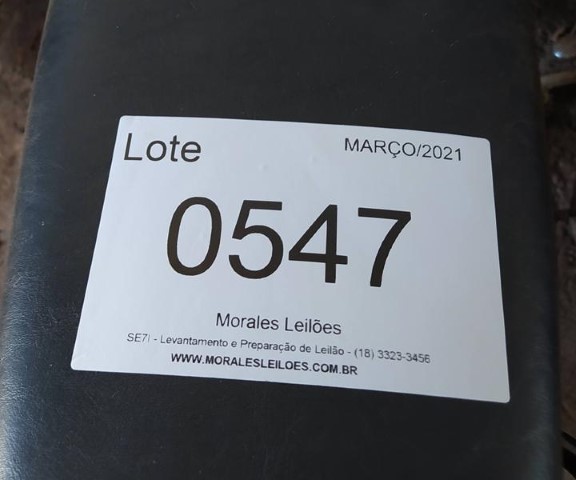 Lote MARÇO/2021
0547
Morales Leilões
SE7I - Levantamento e Preparação de Leilão - (18) 3323-3456
WWW.MORALESLEILOES.COM.BR